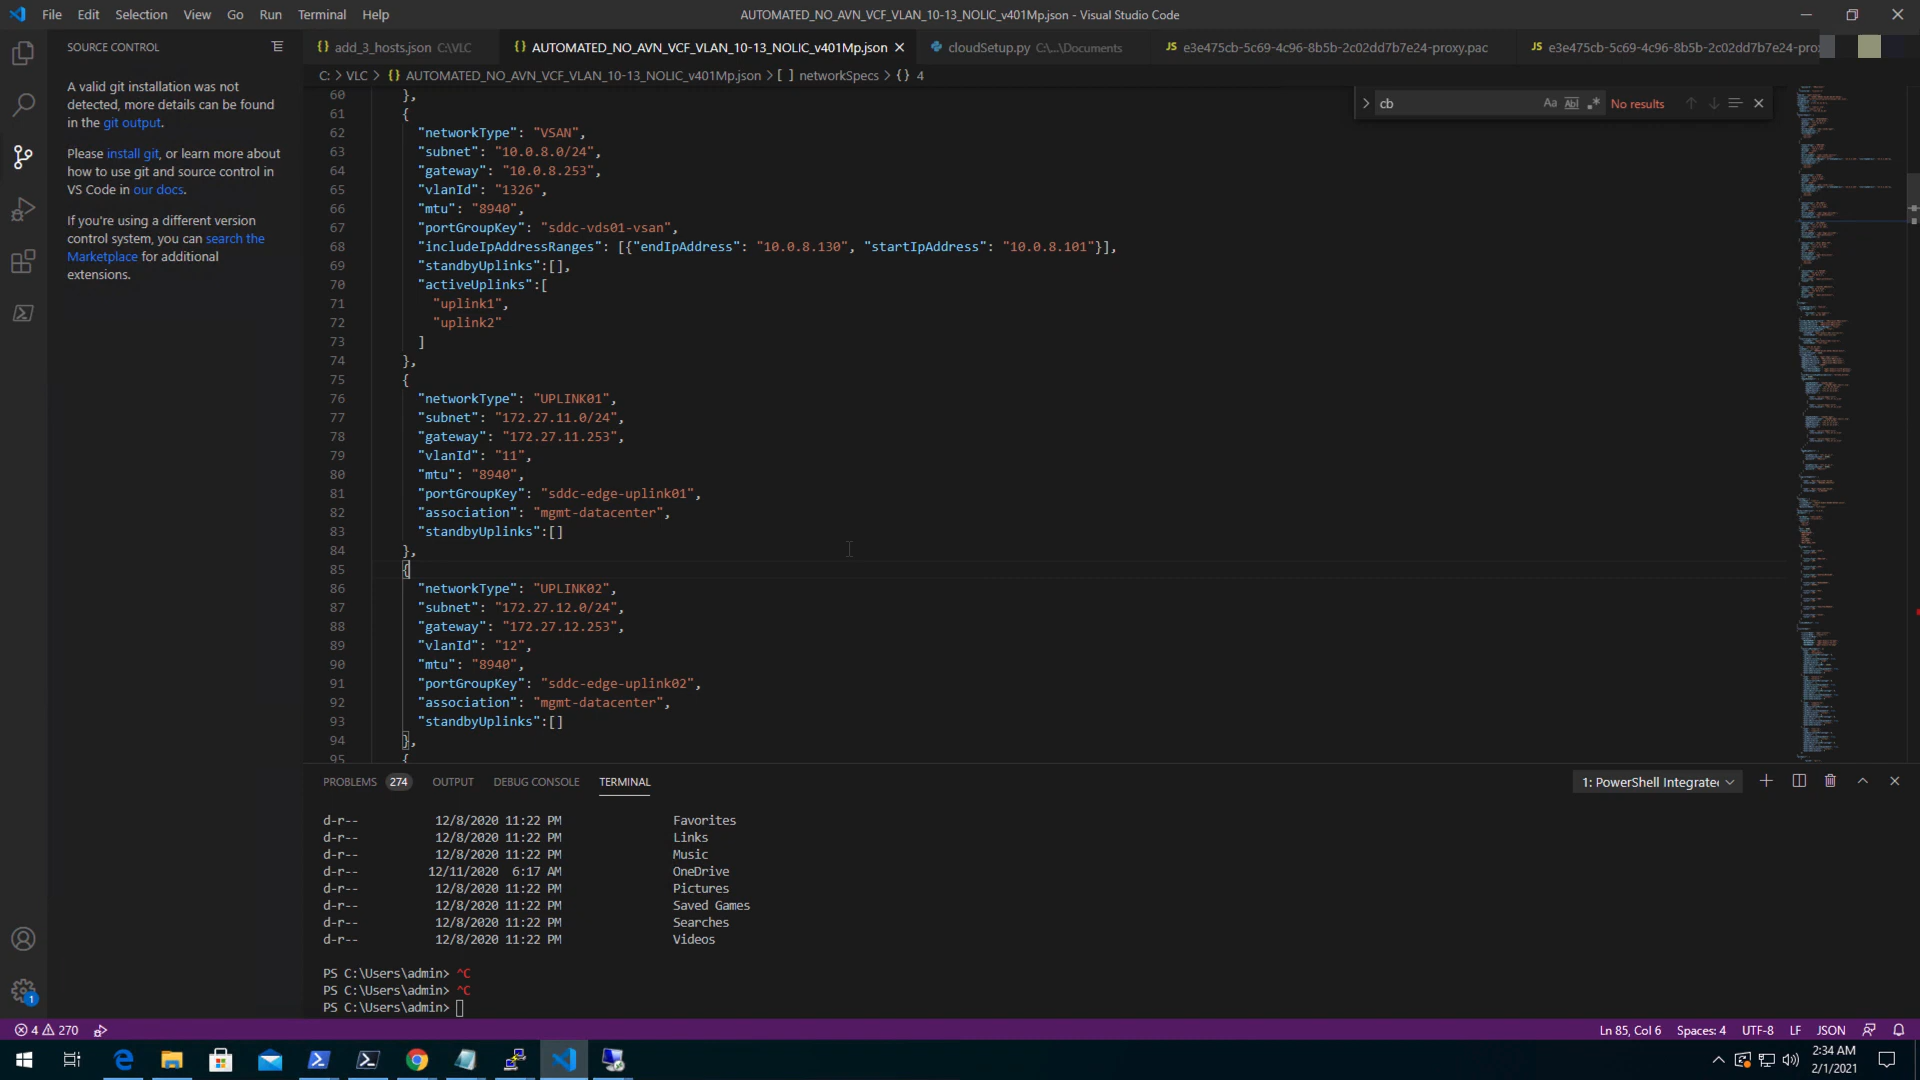 File Edit Selection View Go Run Terminal Help
AUTOMATED_NO_AVN_VCF_VLAN_10-13_NOLIC_v401Mp.json - Visual Studio Code
SOURCE CONTROL
{} add_3_hosts.json C:\VLC
{} AUTOMATED_NO_AVN_VCF_VLAN_10-13_NOLIC_v401Mp.json
cloudSetup.py C:\...\Documents
JS e3e475cb-5c69-4c96-8b5b-2c02dd7b7e24-proxy.pac
JS e3e475cb-5c69-4c96-8b5b-2c02dd7b7e24-pro
C: > VLC > {} AUTOMATED_NO_AVN_VCF_VLAN_10-13_NOLIC_v401Mp.json > [ ] networkSpecs > {} 4
A valid git installation was not
detected, more details can be found
in the git output.
Please install git, or learn more about
how to use git and source control in
VS Code in our docs.
If you're using a different version
control system, you can search the
Marketplace for additional
extensions.
cb Aa Abl .* No results
60 },
61 {
62 "networkType": "VSAN",
63 "subnet": "10.0.8.0/24",
64 "gateway": "10.0.8.253",
65 "vlanId": "1326",
66 "mtu": "8940",
67 "portGroupKey": "sddc-vds01-vsan",
68 "includeIpAddressRanges": [{"endIpAddress": "10.0.8.130", "startIpAddress": "10.0.8.101"}],
69 "standbyUplinks":[],
70 "activeUplinks":[
71 "uplink1",
72 "uplink2"
73 ]
74 },
75 {
76 "networkType": "UPLINK01",
77 "subnet": "172.27.11.0/24",
78 "gateway": "172.27.11.253",
79 "vlanId": "11",
80 "mtu": "8940",
81 "portGroupKey": "sddc-edge-uplink01",
82 "association": "mgmt-datacenter",
83 "standbyUplinks":[]
84 },
85 {
86 "networkType": "UPLINK02",
87 "subnet": "172.27.12.0/24",
88 "gateway": "172.27.12.253",
89 "vlanId": "12",
90 "mtu": "8940",
91 "portGroupKey": "sddc-edge-uplink02",
92 "association": "mgmt-datacenter",
93 "standbyUplinks":[]
94 },
95 {
PROBLEMS 274 OUTPUT DEBUG CONSOLE TERMINAL
1: PowerShell Integrate
d-r-- 12/8/2020 11:22 PM Favorites
d-r-- 12/8/2020 11:22 PM Links
d-r-- 12/8/2020 11:22 PM Music
d-r-- 12/11/2020 6:17 AM OneDrive
d-r-- 12/8/2020 11:22 PM Pictures
d-r-- 12/8/2020 11:22 PM Saved Games
d-r-- 12/8/2020 11:22 PM Searches
d-r-- 12/8/2020 11:22 PM Videos
PS C:\Users\admin> ^C
PS C:\Users\admin> ^C
PS C:\Users\admin>
1
4 270
Ln 85, Col 6 Spaces: 4 UTF-8 LF JSON
2:34 AM
2/1/2021